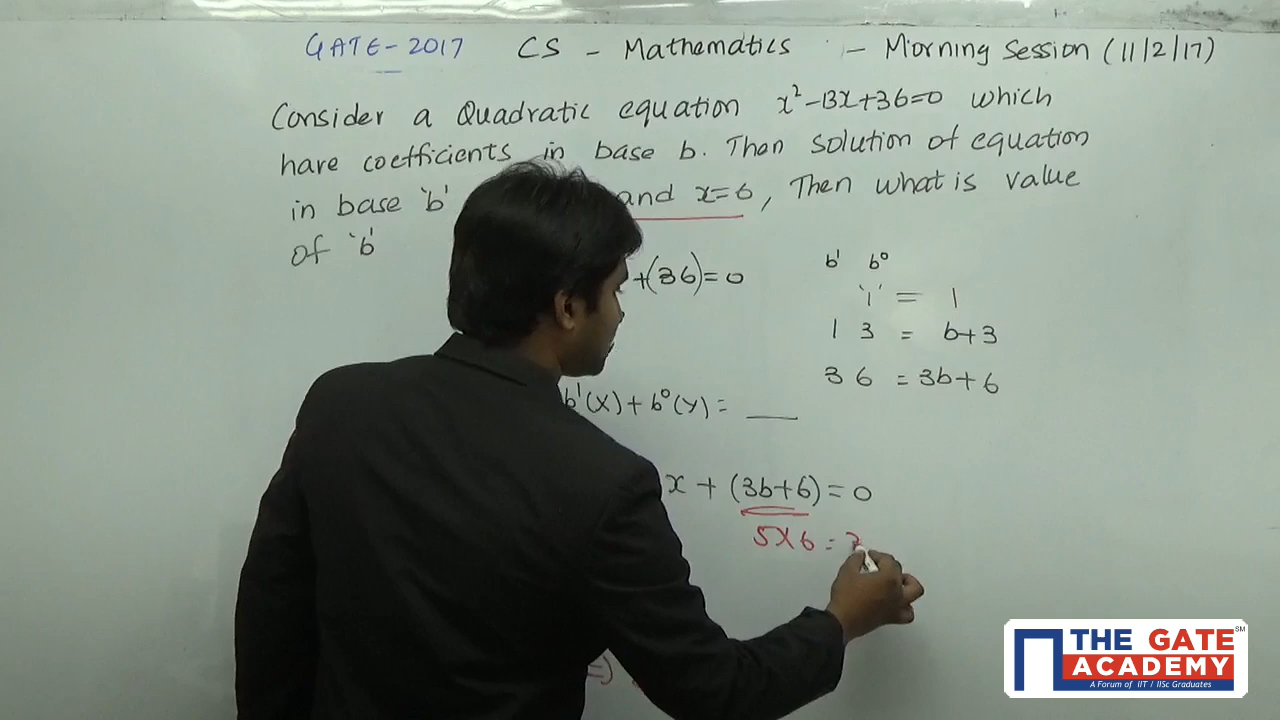 GATE-2017 CS - Mathematics - Morning Session (11/2/17)
Consider a Quadratic equation x²-13x+36=0 which
have coefficients in base b. Then solution of equation
in base 'b' and x=6, Then what is value
of 'b'
+(36)=0
b¹ b⁰
'1' = 1
1 3 = b+3
3 6 = 3b+6
b¹(x) + b⁰(y) = ___
x + (3b+6) = 0
5x6 =
THE GATE ACADEMY SM
A Forum of IIT / IISc Graduates